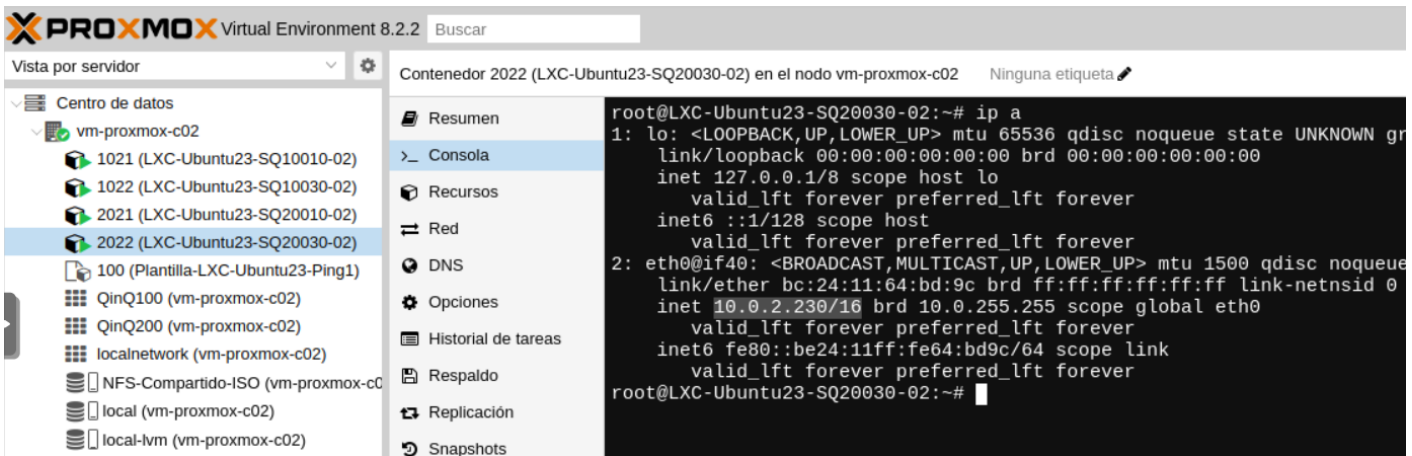 PROXMOX Virtual Environment 8.2.2 Buscar
Vista por servidor
Centro de datos
vm-proxmox-c02
1021 (LXC-Ubuntu23-SQ10010-02)
1022 (LXC-Ubuntu23-SQ10030-02)
2021 (LXC-Ubuntu23-SQ20010-02)
2022 (LXC-Ubuntu23-SQ20030-02)
100 (Plantilla-LXC-Ubuntu23-Ping1)
QinQ100 (vm-proxmox-c02)
QinQ200 (vm-proxmox-c02)
localnetwork (vm-proxmox-c02)
NFS-Compartido-ISO (vm-proxmox-c0
local (vm-proxmox-c02)
local-lvm (vm-proxmox-c02)
Contenedor 2022 (LXC-Ubuntu23-SQ20030-02) en el nodo vm-proxmox-c02 Ninguna etiqueta
Resumen
>_ Consola
Recursos
Red
DNS
Opciones
Historial de tareas
Respaldo
Replicación
Snapshots
root@LXC-Ubuntu23-SQ20030-02:~# ip a
1: lo: <LOOPBACK,UP,LOWER_UP> mtu 65536 qdisc noqueue state UNKNOWN gr
link/loopback 00:00:00:00:00:00 brd 00:00:00:00:00:00
inet 127.0.0.1/8 scope host lo
valid_lft forever preferred_lft forever
inet6 ::1/128 scope host
valid_lft forever preferred_lft forever
2: eth0@if40: <BROADCAST,MULTICAST,UP,LOWER_UP> mtu 1500 qdisc noqueue
link/ether bc:24:11:64:bd:9c brd ff:ff:ff:ff:ff:ff link-netnsid 0
inet 10.0.2.230/16 brd 10.0.255.255 scope global eth0
valid_lft forever preferred_lft forever
inet6 fe80::be24:11ff:fe64:bd9c/64 scope link
valid_lft forever preferred_lft forever
root@LXC-Ubuntu23-SQ20030-02:~#